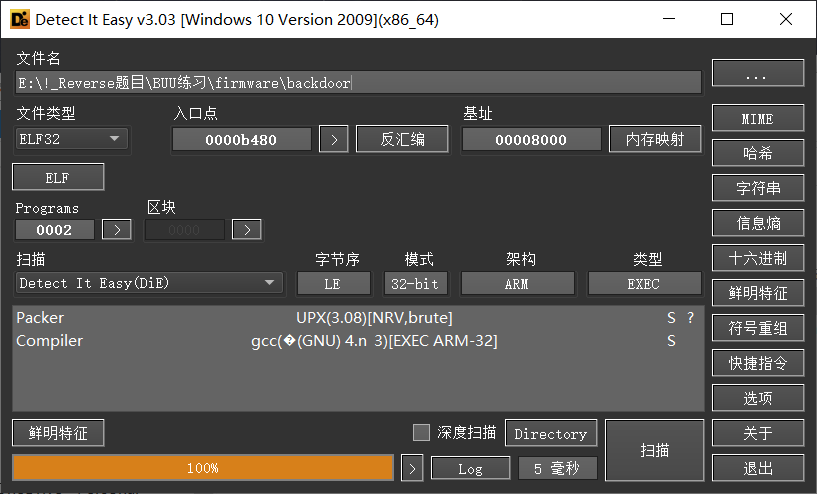 Detect It Easy v3.03 [Windows 10 Version 2009](x86_64)
文件名
E:\!_Reverse题目\BUU练习\firmware\backdoor
...
文件类型 入口点 基址
MIME
ELF32 0000b480 > 反汇编 00008000 内存映射
哈希
ELF
字符串
Programs 区块
信息熵
0002 > 0000 >
扫描 字节序 模式 架构 类型
十六进制
Detect It Easy(DiE) LE 32-bit ARM EXEC
鲜明特征
Packer UPX(3.08)[NRV,brute] S ?
符号重组
Compiler gcc(�(GNU) 4.n 3)[EXEC ARM-32] S
快捷指令
选项
鲜明特征 深度扫描 Directory 扫描 关于
100% > Log 5 毫秒 退出